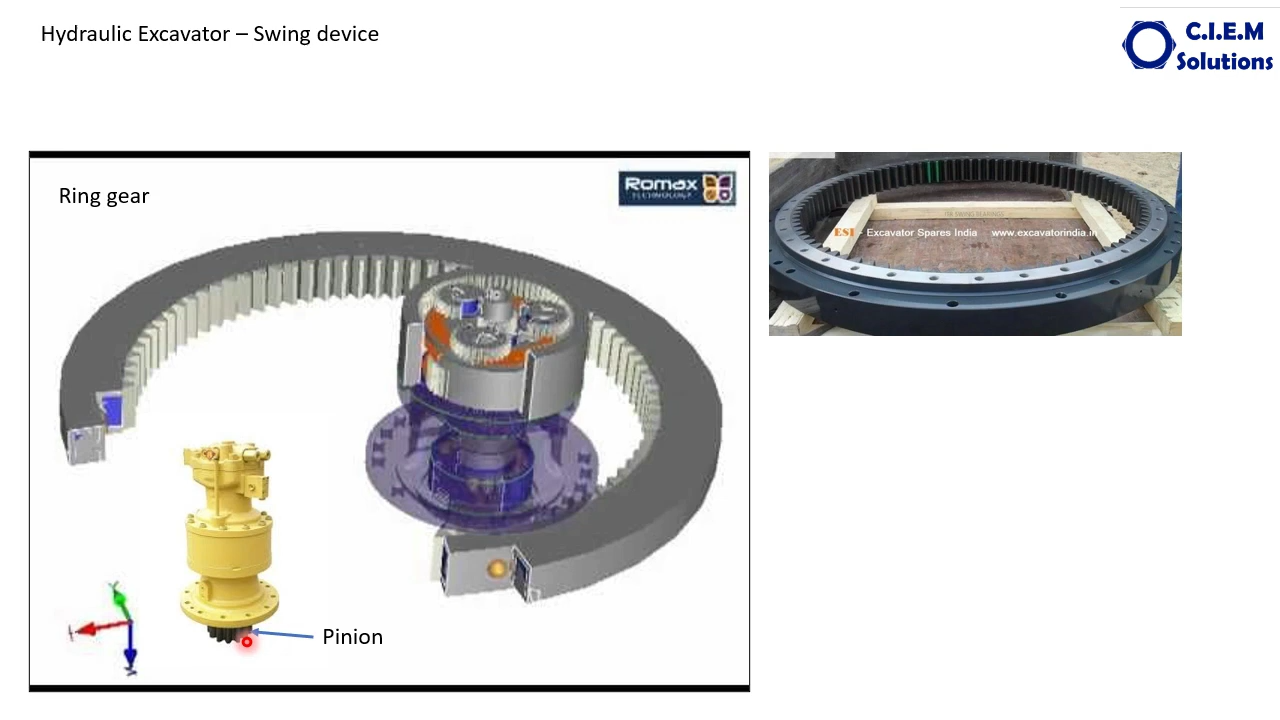 Hydraulic Excavator – Swing device
C.I.E.M
Solutions
Ring gear
Romax
TECHNOLOGY
ESI - Excavator Spares India www.excavatorindia.in
Pinion